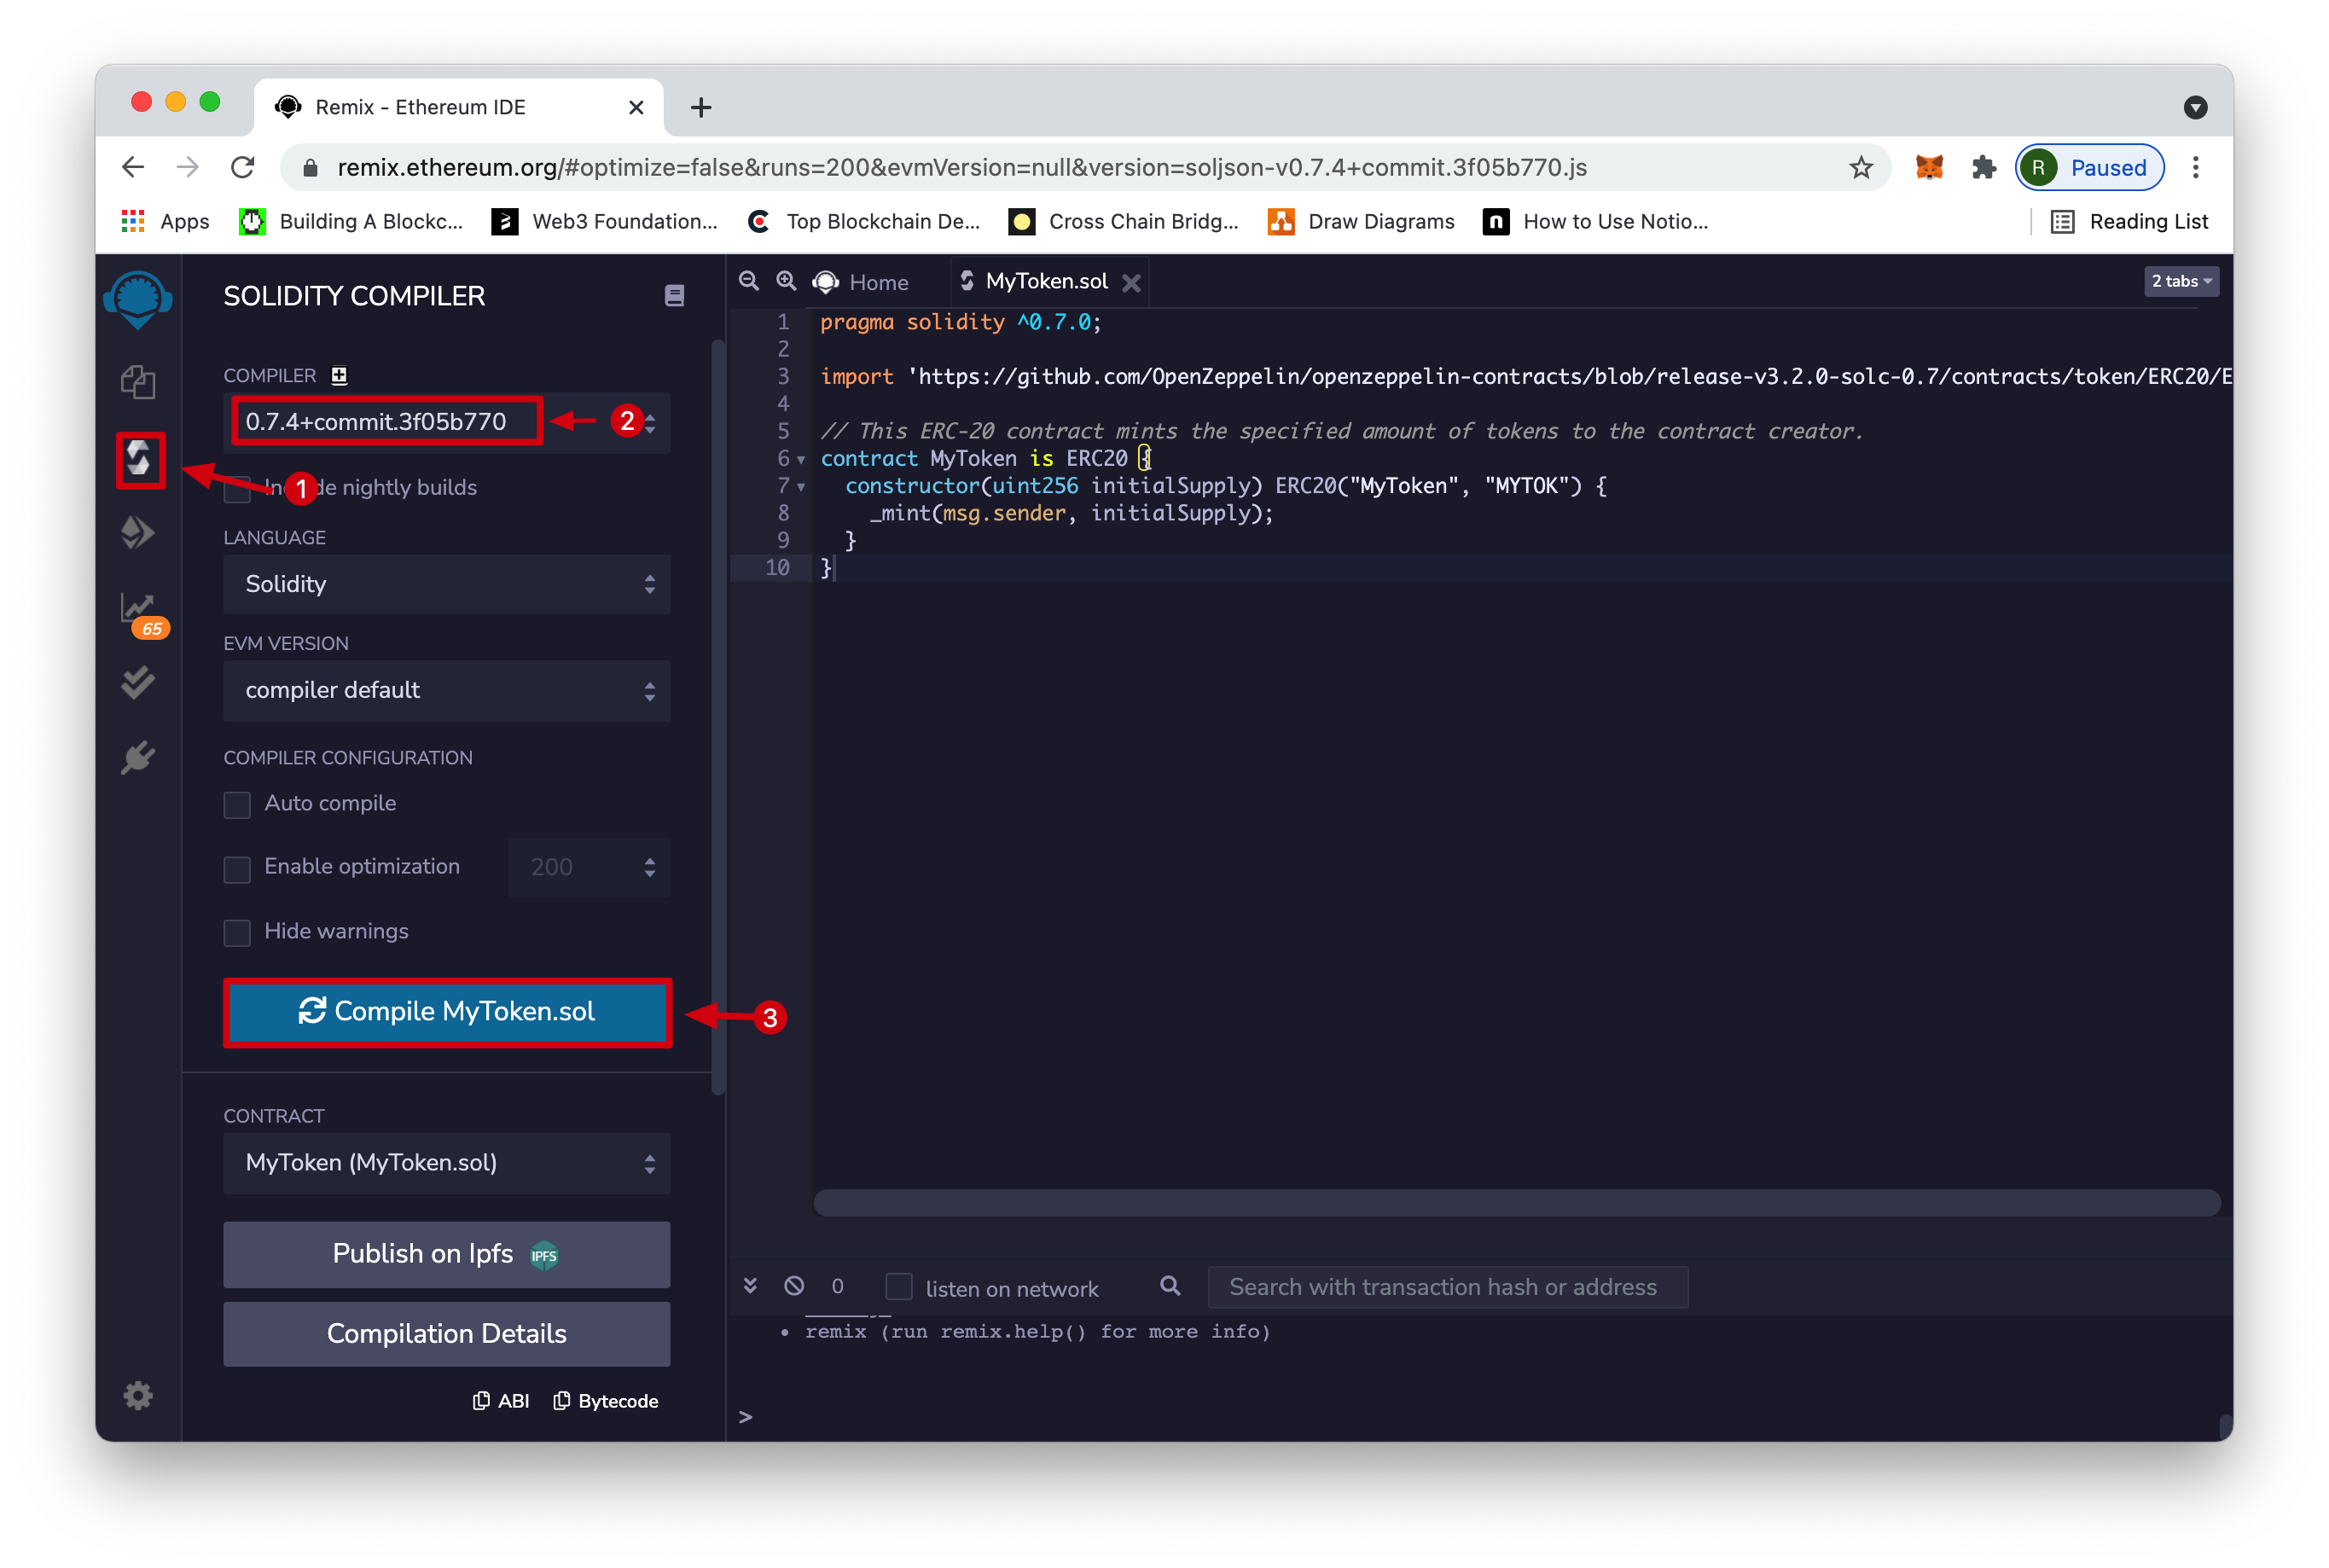 Remix - Ethereum IDE
remix.ethereum.org/#optimize=false&runs=200&evmVersion=null&version=soljson-v0.7.4+commit.3f05b770.js
R Paused
Apps
Building A Blockc...
Web3 Foundation...
Top Blockchain De...
Cross Chain Bridg...
Draw Diagrams
How to Use Notio...
Reading List
SOLIDITY COMPILER
COMPILER
0.7.4+commit.3f05b770
2
1
nightly builds
LANGUAGE
Solidity
EVM VERSION
compiler default
65
COMPILER CONFIGURATION
Auto compile
Enable optimization
200
Hide warnings
Compile MyToken.sol
3
CONTRACT
MyToken (MyToken.sol)
Publish on Ipfs IPFS
Compilation Details
ABI
Bytecode
Home
MyToken.sol
2 tabs
1 pragma solidity ^0.7.0;
2
3 import 'https://github.com/OpenZeppelin/openzeppelin-contracts/blob/release-v3.2.0-solc-0.7/contracts/token/ERC20/E
4
5 // This ERC-20 contract mints the specified amount of tokens to the contract creator.
6 contract MyToken is ERC20 {
7 constructor(uint256 initialSupply) ERC20("MyToken", "MYTOK") {
8 _mint(msg.sender, initialSupply);
9 }
10 }
0
listen on network
Search with transaction hash or address
• remix (run remix.help() for more info)
>